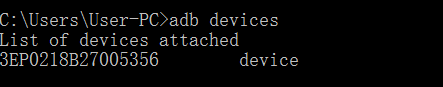 C:\Users\User-PC>adb devices
List of devices attached
3EP0218B27005356        device